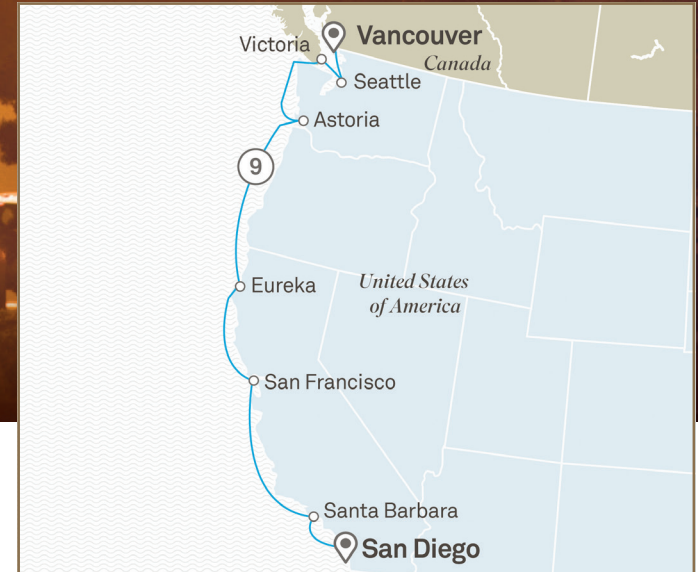 Vancouver
Victoria
Canada
Seattle
Astoria
9
Eureka
United States
of America
San Francisco
Santa Barbara
San Diego